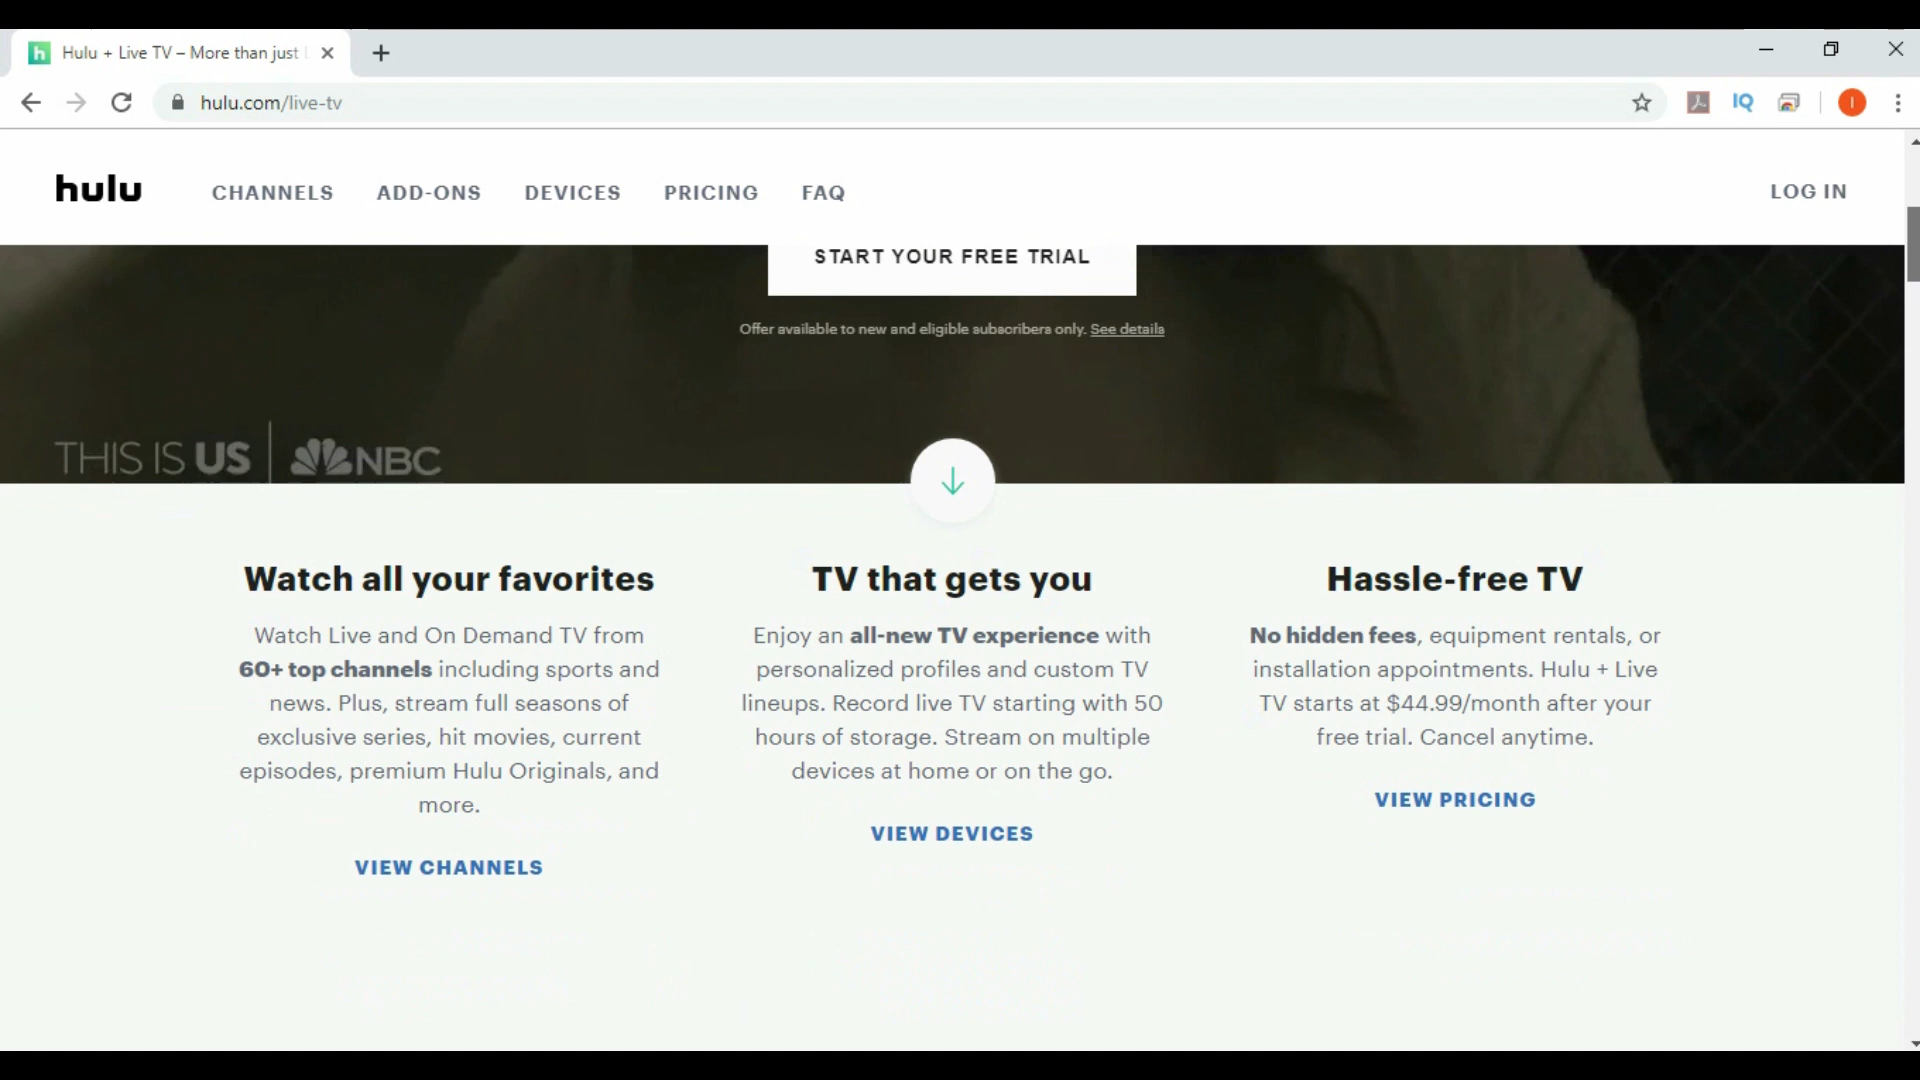 Hulu + Live TV – More than just
hulu.com/live-tv
IQ
I
hulu
CHANNELS
ADD-ONS
DEVICES
PRICING
FAQ
LOG IN
START YOUR FREE TRIAL
Offer available to new and eligible subscribers only. See details
THIS IS US | NBC
Watch all your favorites
Watch Live and On Demand TV from
60+ top channels including sports and
news. Plus, stream full seasons of
exclusive series, hit movies, current
episodes, premium Hulu Originals, and
more.
VIEW CHANNELS
TV that gets you
Enjoy an all-new TV experience with
personalized profiles and custom TV
lineups. Record live TV starting with 50
hours of storage. Stream on multiple
devices at home or on the go.
VIEW DEVICES
Hassle-free TV
No hidden fees, equipment rentals, or
installation appointments. Hulu + Live
TV starts at $44.99/month after your
free trial. Cancel anytime.
VIEW PRICING